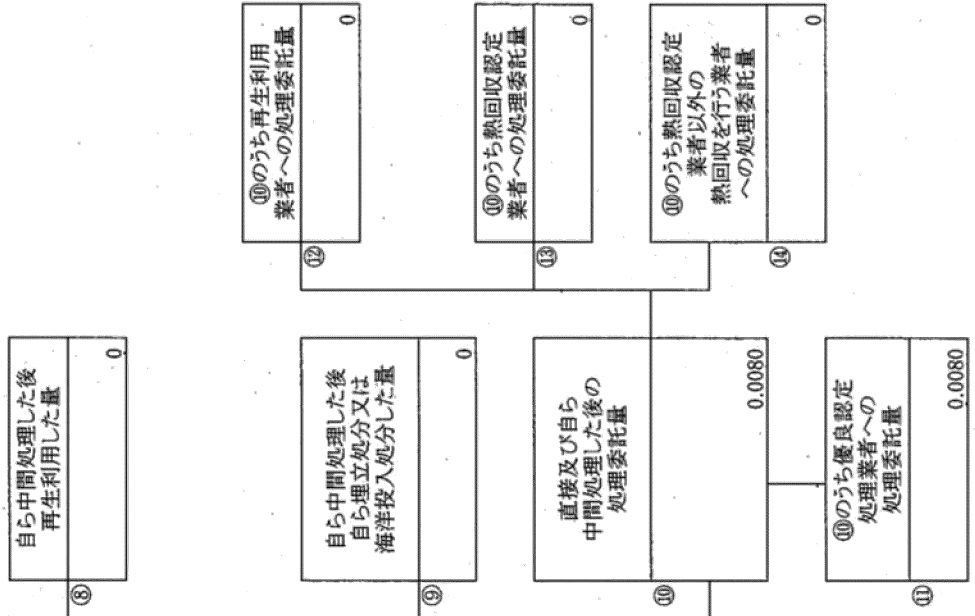 ⑧
自ら中間処理した後
再生利用した量
0
⑨
自ら中間処理した後
自ら埋立処分又は
海洋投入処分した量
0
⑩
直接及び自ら
中間処理した後の
処理委託量
0.0080
⑪
⑩のうち優良認定
処理業者への
処理委託量
0.0080
⑫
⑩のうち再生利用
業者への処理委託量
0
⑬
⑩のうち熱回収認定
業者への処理委託量
0
⑭
⑩のうち熱回収認定
業者以外の
熱回収を行う業者
への処理委託量
0